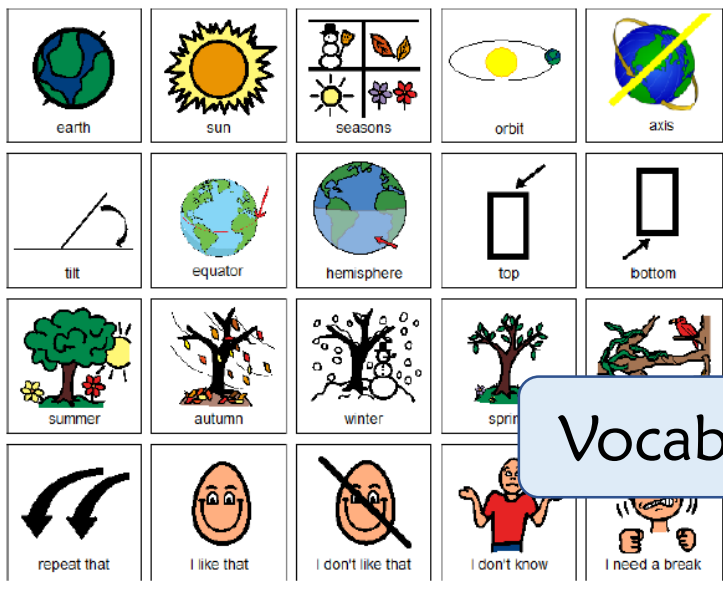 earth
sun
seasons
orbit
axis
tilt
equator
hemisphere
top
bottom
summer
autumn
winter
sprin
Vocab
repeat that
I like that
I don't like that
I don't know
I need a break